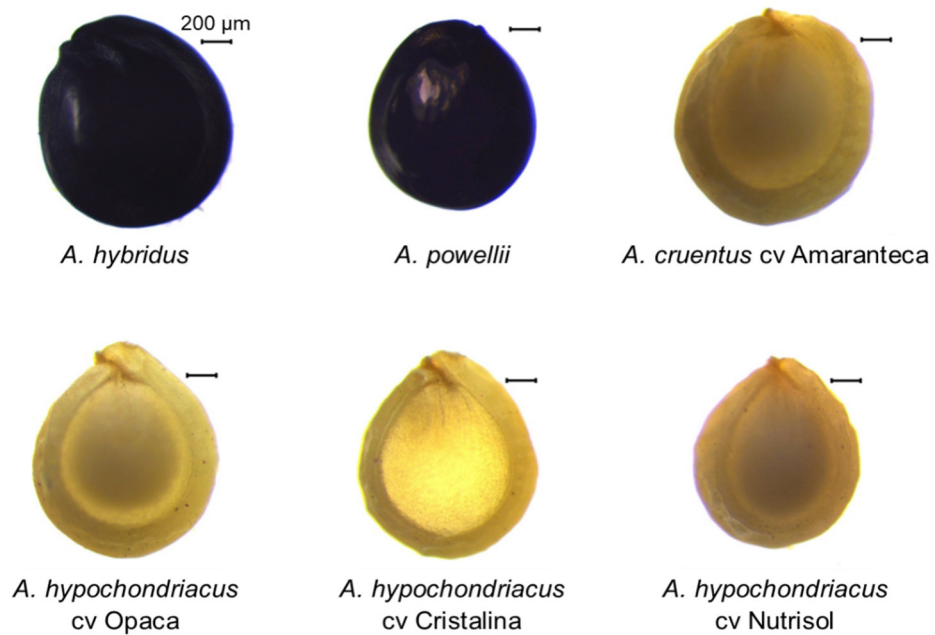 200 μm
A. hybridus
A. powellii
A. cruentus cv Amaranteca
A. hypochondriacus
cv Opaca
A. hypochondriacus
cv Cristalina
A. hypochondriacus
cv Nutrisol